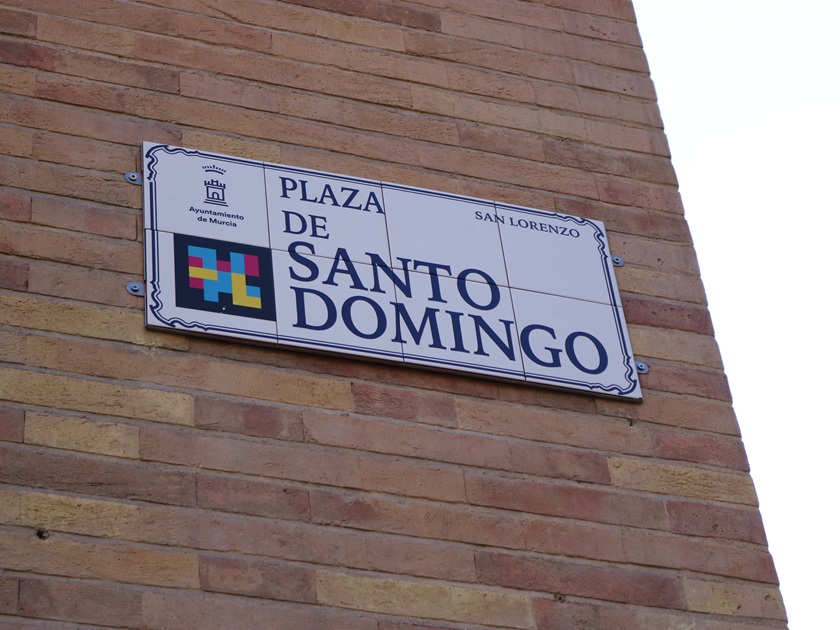 Ayuntamiento
de Murcia
PLAZA
DE
SANTO
DOMINGO
SAN LORENZO